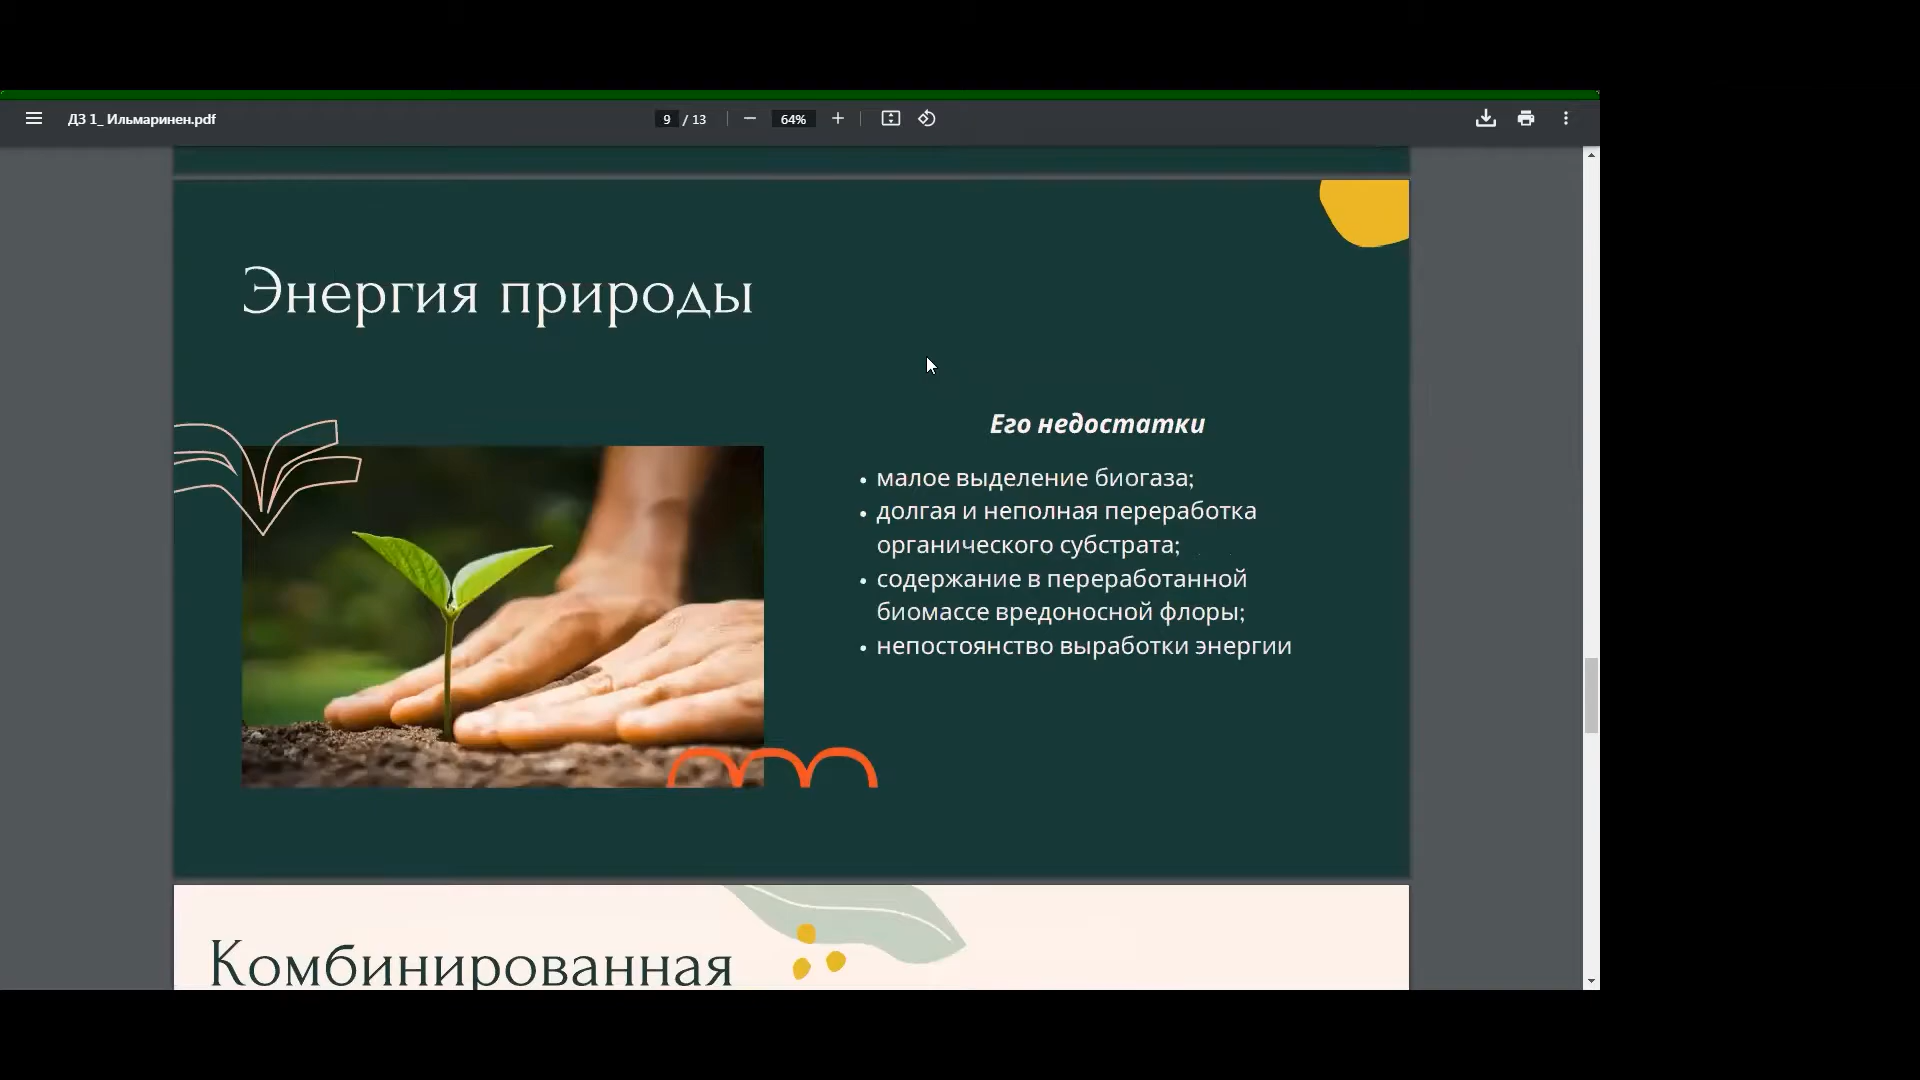 ДЗ 1_ Ильмаринен.pdf
9 / 13
64%
Энергия природы
Его недостатки
• малое выделение биогаза;
• долгая и неполная переработка
органического субстрата;
• содержание в переработанной
биомассе вредоносной флоры;
• непостоянство выработки энергии
Комбинированная